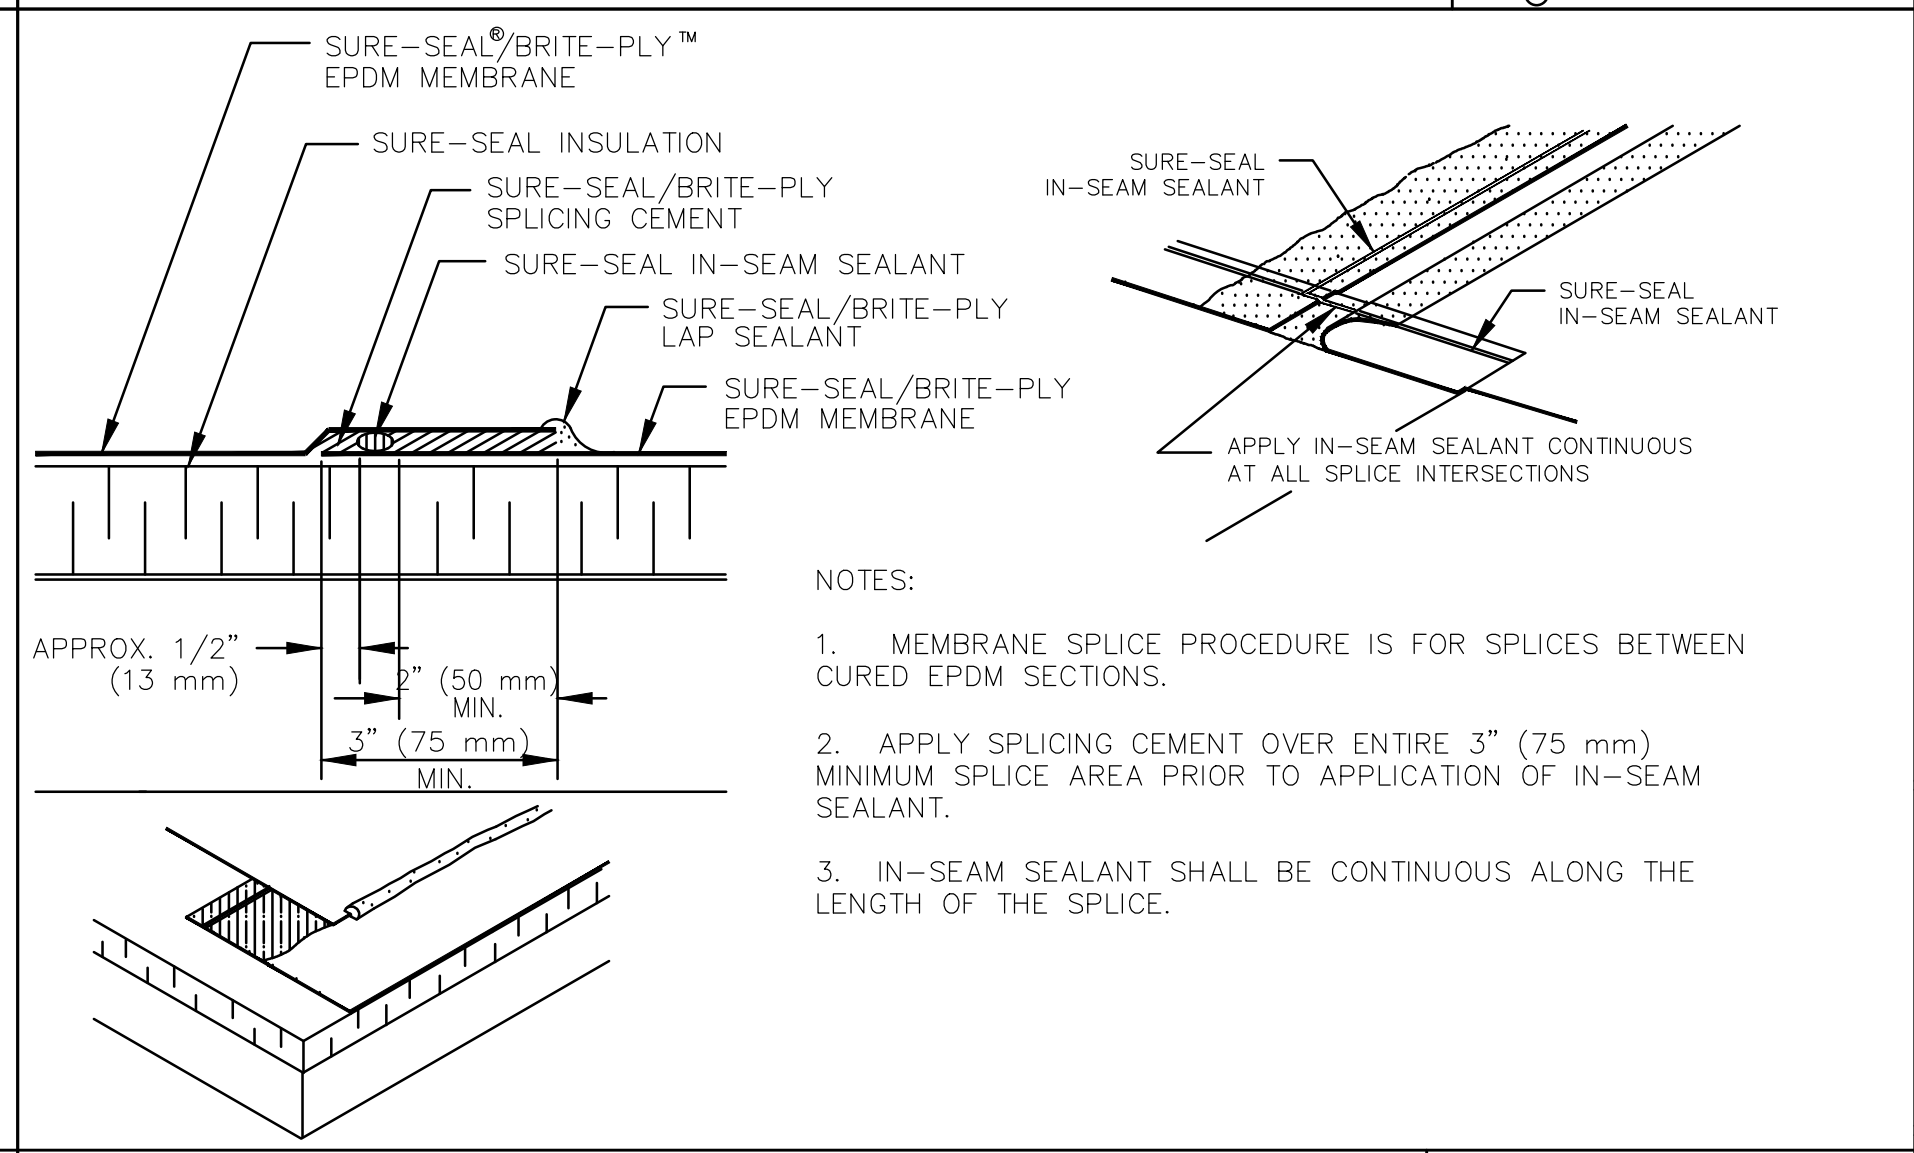 SURE-SEAL®/BRITE-PLY™
EPDM MEMBRANE
SURE-SEAL INSULATION
SURE-SEAL/BRITE-PLY
SPLICING CEMENT
SURE-SEAL IN-SEAM SEALANT
SURE-SEAL/BRITE-PLY
LAP SEALANT
SURE-SEAL/BRITE-PLY
EPDM MEMBRANE
APPROX. 1/2"
(13 mm)
2" (50 mm)
MIN.
3" (75 mm)
MIN.
SURE-SEAL
IN-SEAM SEALANT
SURE-SEAL
IN-SEAM SEALANT
APPLY IN-SEAM SEALANT CONTINUOUS
AT ALL SPLICE INTERSECTIONS
NOTES:
1. MEMBRANE SPLICE PROCEDURE IS FOR SPLICES BETWEEN
CURED EPDM SECTIONS.
2. APPLY SPLICING CEMENT OVER ENTIRE 3" (75 mm)
MINIMUM SPLICE AREA PRIOR TO APPLICATION OF IN-SEAM
SEALANT.
3. IN-SEAM SEALANT SHALL BE CONTINUOUS ALONG THE
LENGTH OF THE SPLICE.